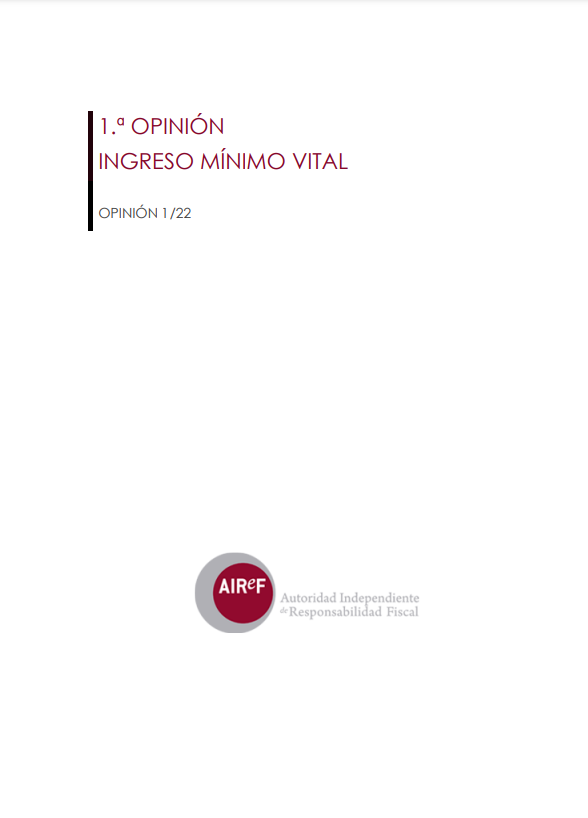 1.ª OPINIÓN
INGRESO MÍNIMO VITAL
OPINIÓN 1/22
AIReF
Autoridad Independiente
de Responsabilidad Fiscal